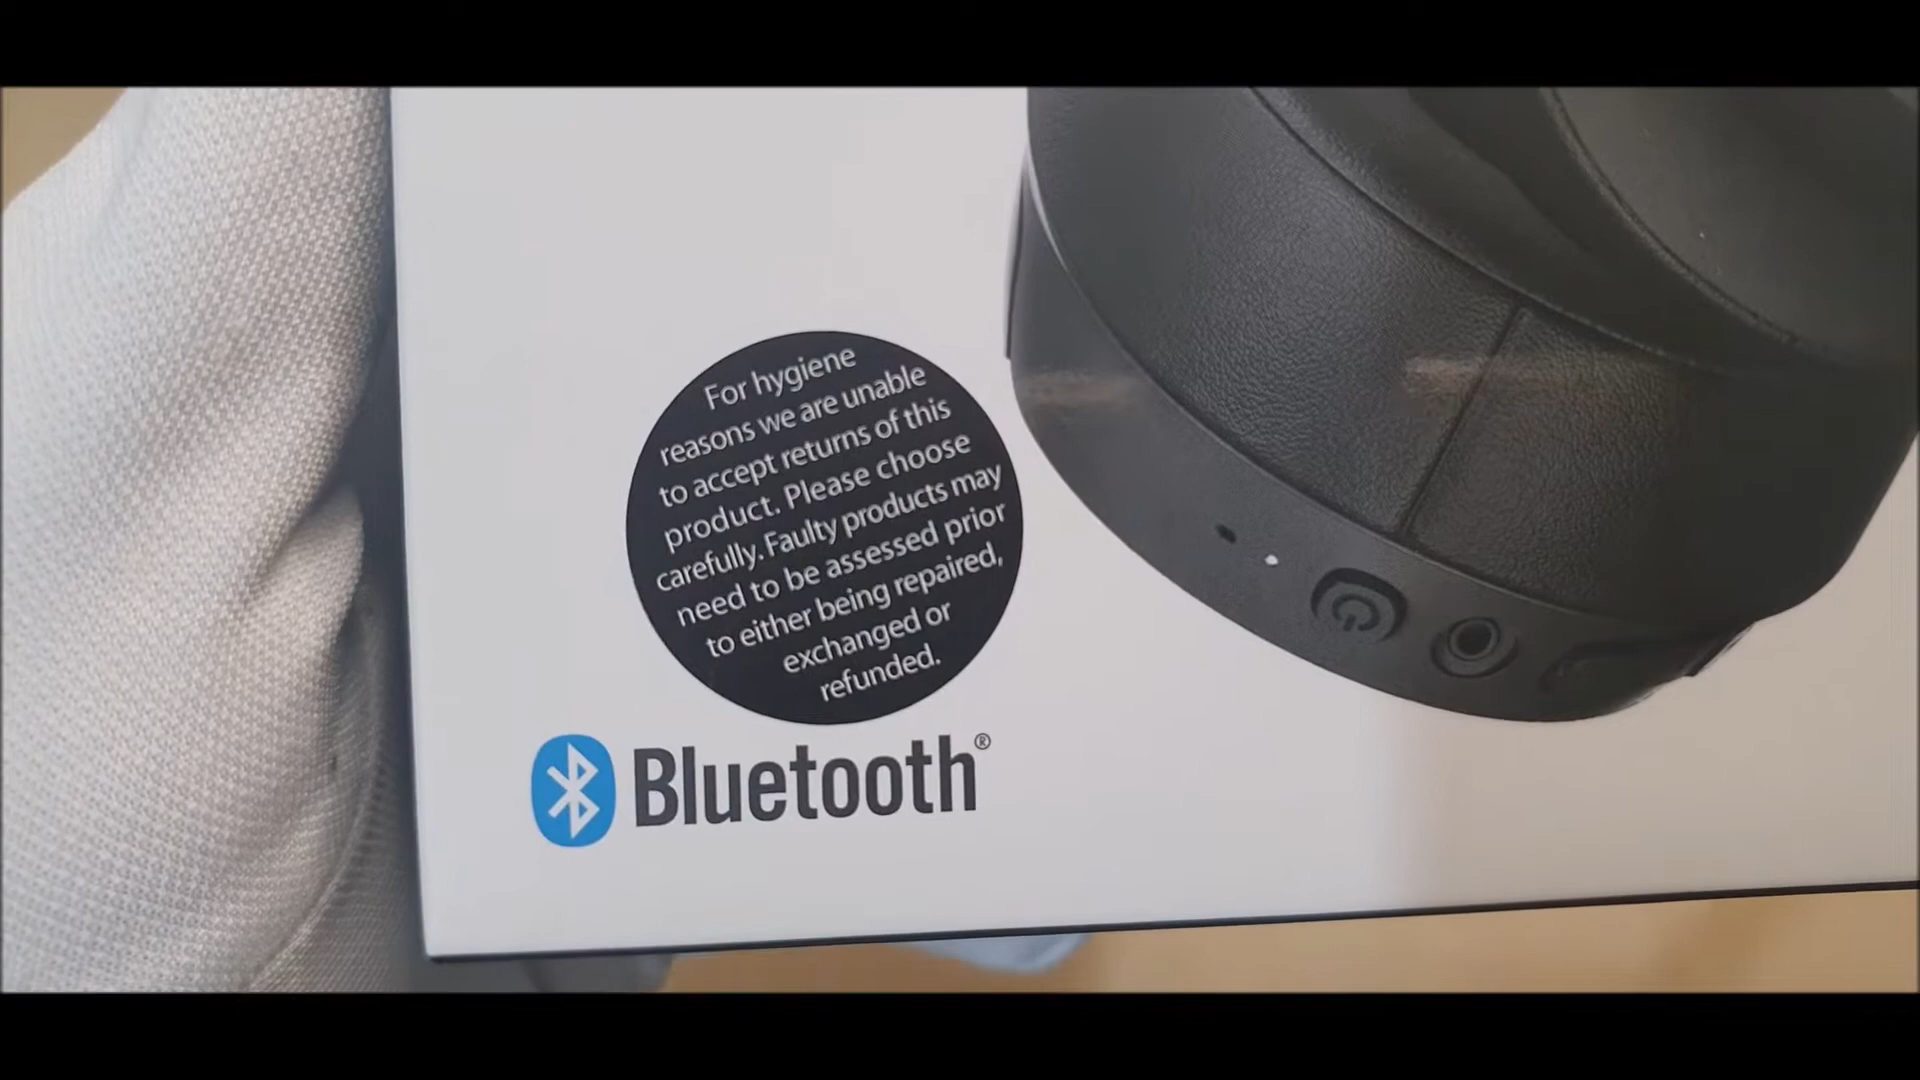 For hygiene
reasons we are unable
to accept returns of this
product. Please choose
carefully. Faulty products may
need to be assessed prior
to either being repaired,
exchanged or
refunded.
Bluetooth®